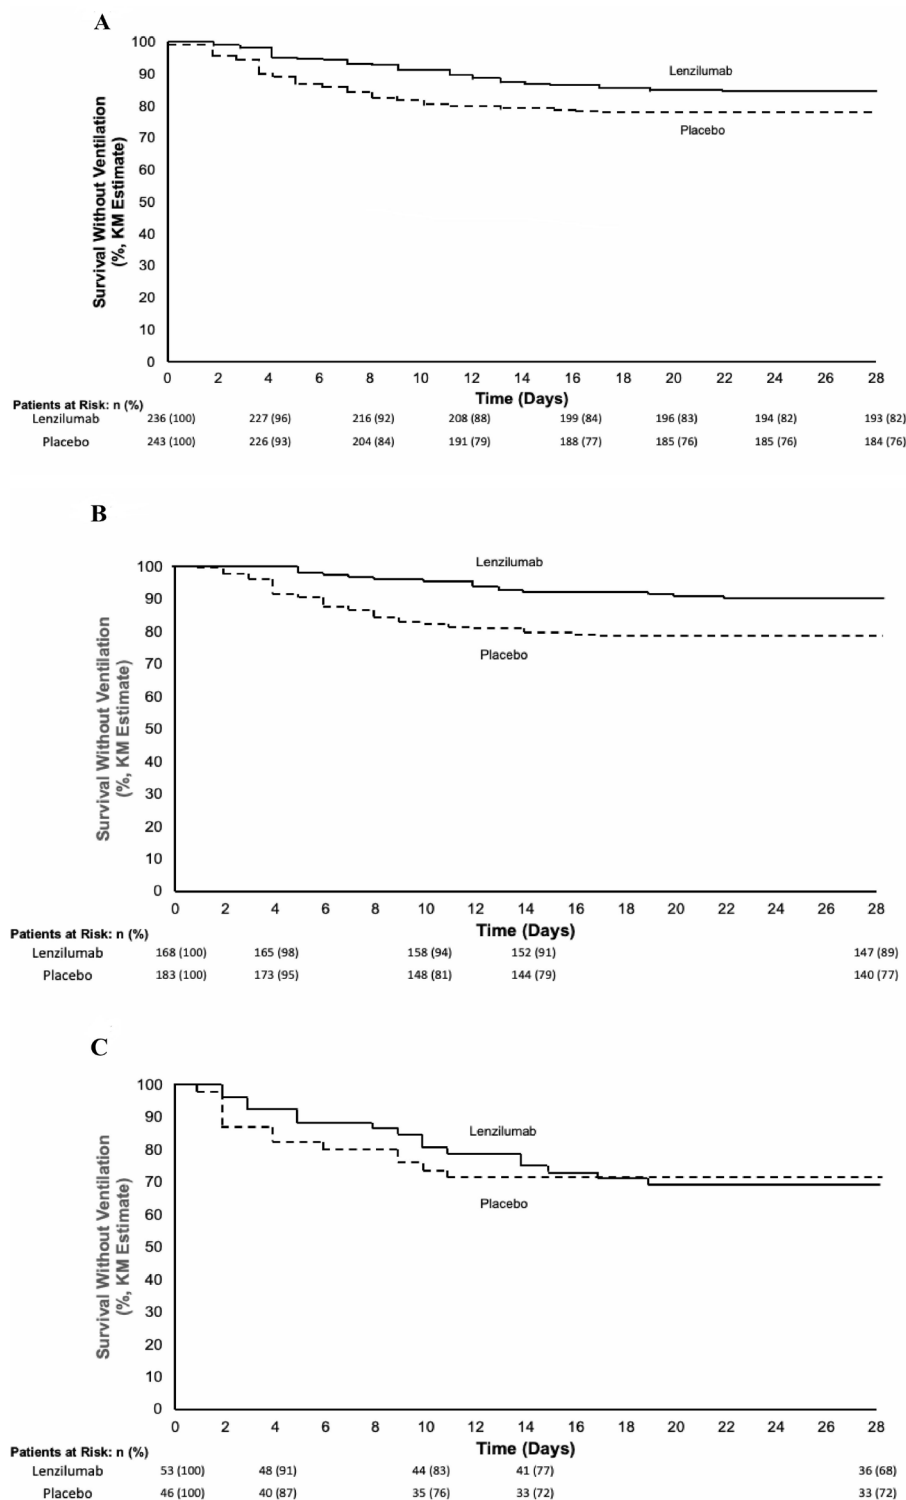 A
100
90
80
70
60
50
40
30
20
10
0
Survival Without Ventilation
(%, KM Estimate)
Lenzilumab
Placebo
0 2 4 6 8 10 12 14 16 18 20 22 24 26 28
Time (Days)
Patients at Risk: n (%)
Lenzilumab 236 (100) 227 (96) 216 (92) 208 (88) 199 (84) 196 (83) 194 (82) 193 (82)
Placebo 243 (100) 226 (93) 204 (84) 191 (79) 188 (77) 185 (76) 185 (76) 184 (76)
B
100
90
80
70
60
50
40
30
20
10
0
Survival Without Ventilation
(%, KM Estimate)
Lenzilumab
Placebo
0 2 4 6 8 10 12 14 16 18 20 22 24 26 28
Time (Days)
Patients at Risk: n (%)
Lenzilumab 168 (100) 165 (98) 158 (94) 152 (91) 147 (89)
Placebo 183 (100) 173 (95) 148 (81) 144 (79) 140 (77)
C
100
90
80
70
60
50
40
30
20
10
0
Survival Without Ventilation
(%, KM Estimate)
Lenzilumab
Placebo
0 2 4 6 8 10 12 14 16 18 20 22 24 26 28
Time (Days)
Patients at Risk: n (%)
Lenzilumab 53 (100) 48 (91) 44 (83) 41 (77) 36 (68)
Placebo 46 (100) 40 (87) 35 (76) 33 (72) 33 (72)